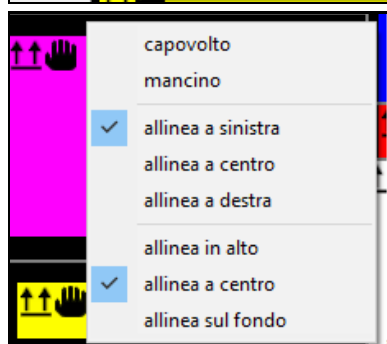 capovolto
mancino
allinea a sinistra
allinea a centro
allinea a destra
allinea in alto
allinea a centro
allinea sul fondo